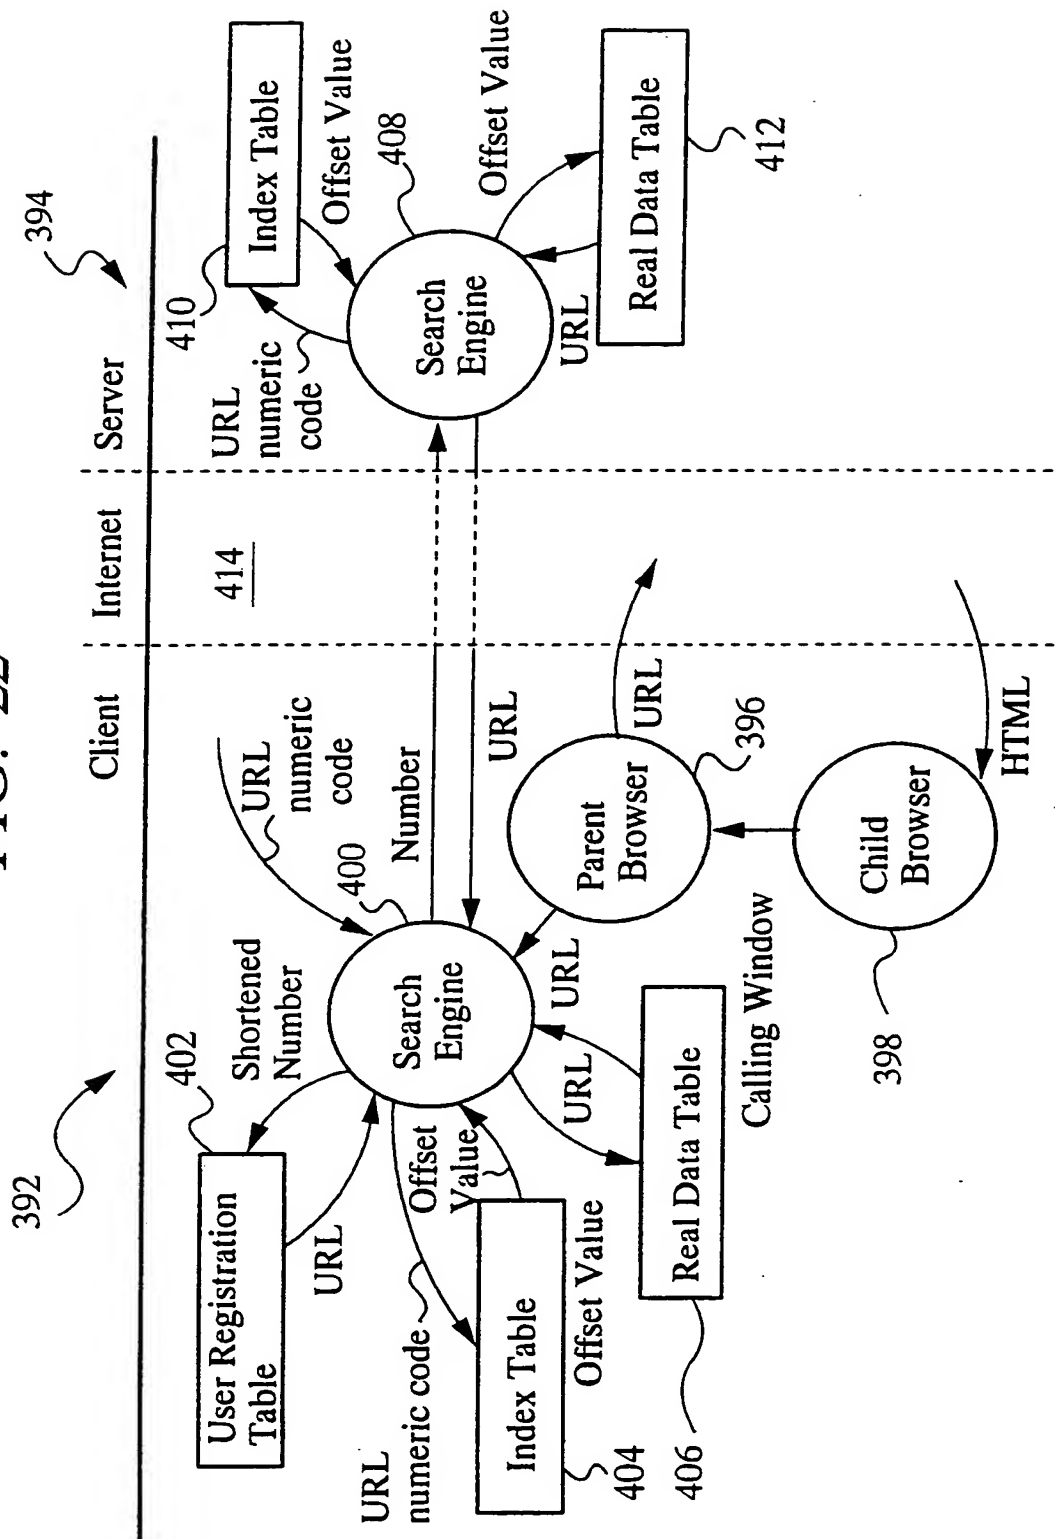 FIG. 22
392
394
Client
Internet
Server
402
User Registration
Table
Shortened
Number
URL
URL
numeric
code
400
Search
Engine
Number
URL
414
URL
numeric
code
410
Index Table
Offset Value
408
Search
Engine
Offset Value
URL
Real Data Table
412
URL
numeric code
Offset
Value
Index Table
404
Offset Value
URL
URL
Real Data Table
406
Calling Window
Parent
Browser
396
URL
Child
Browser
398
HTML